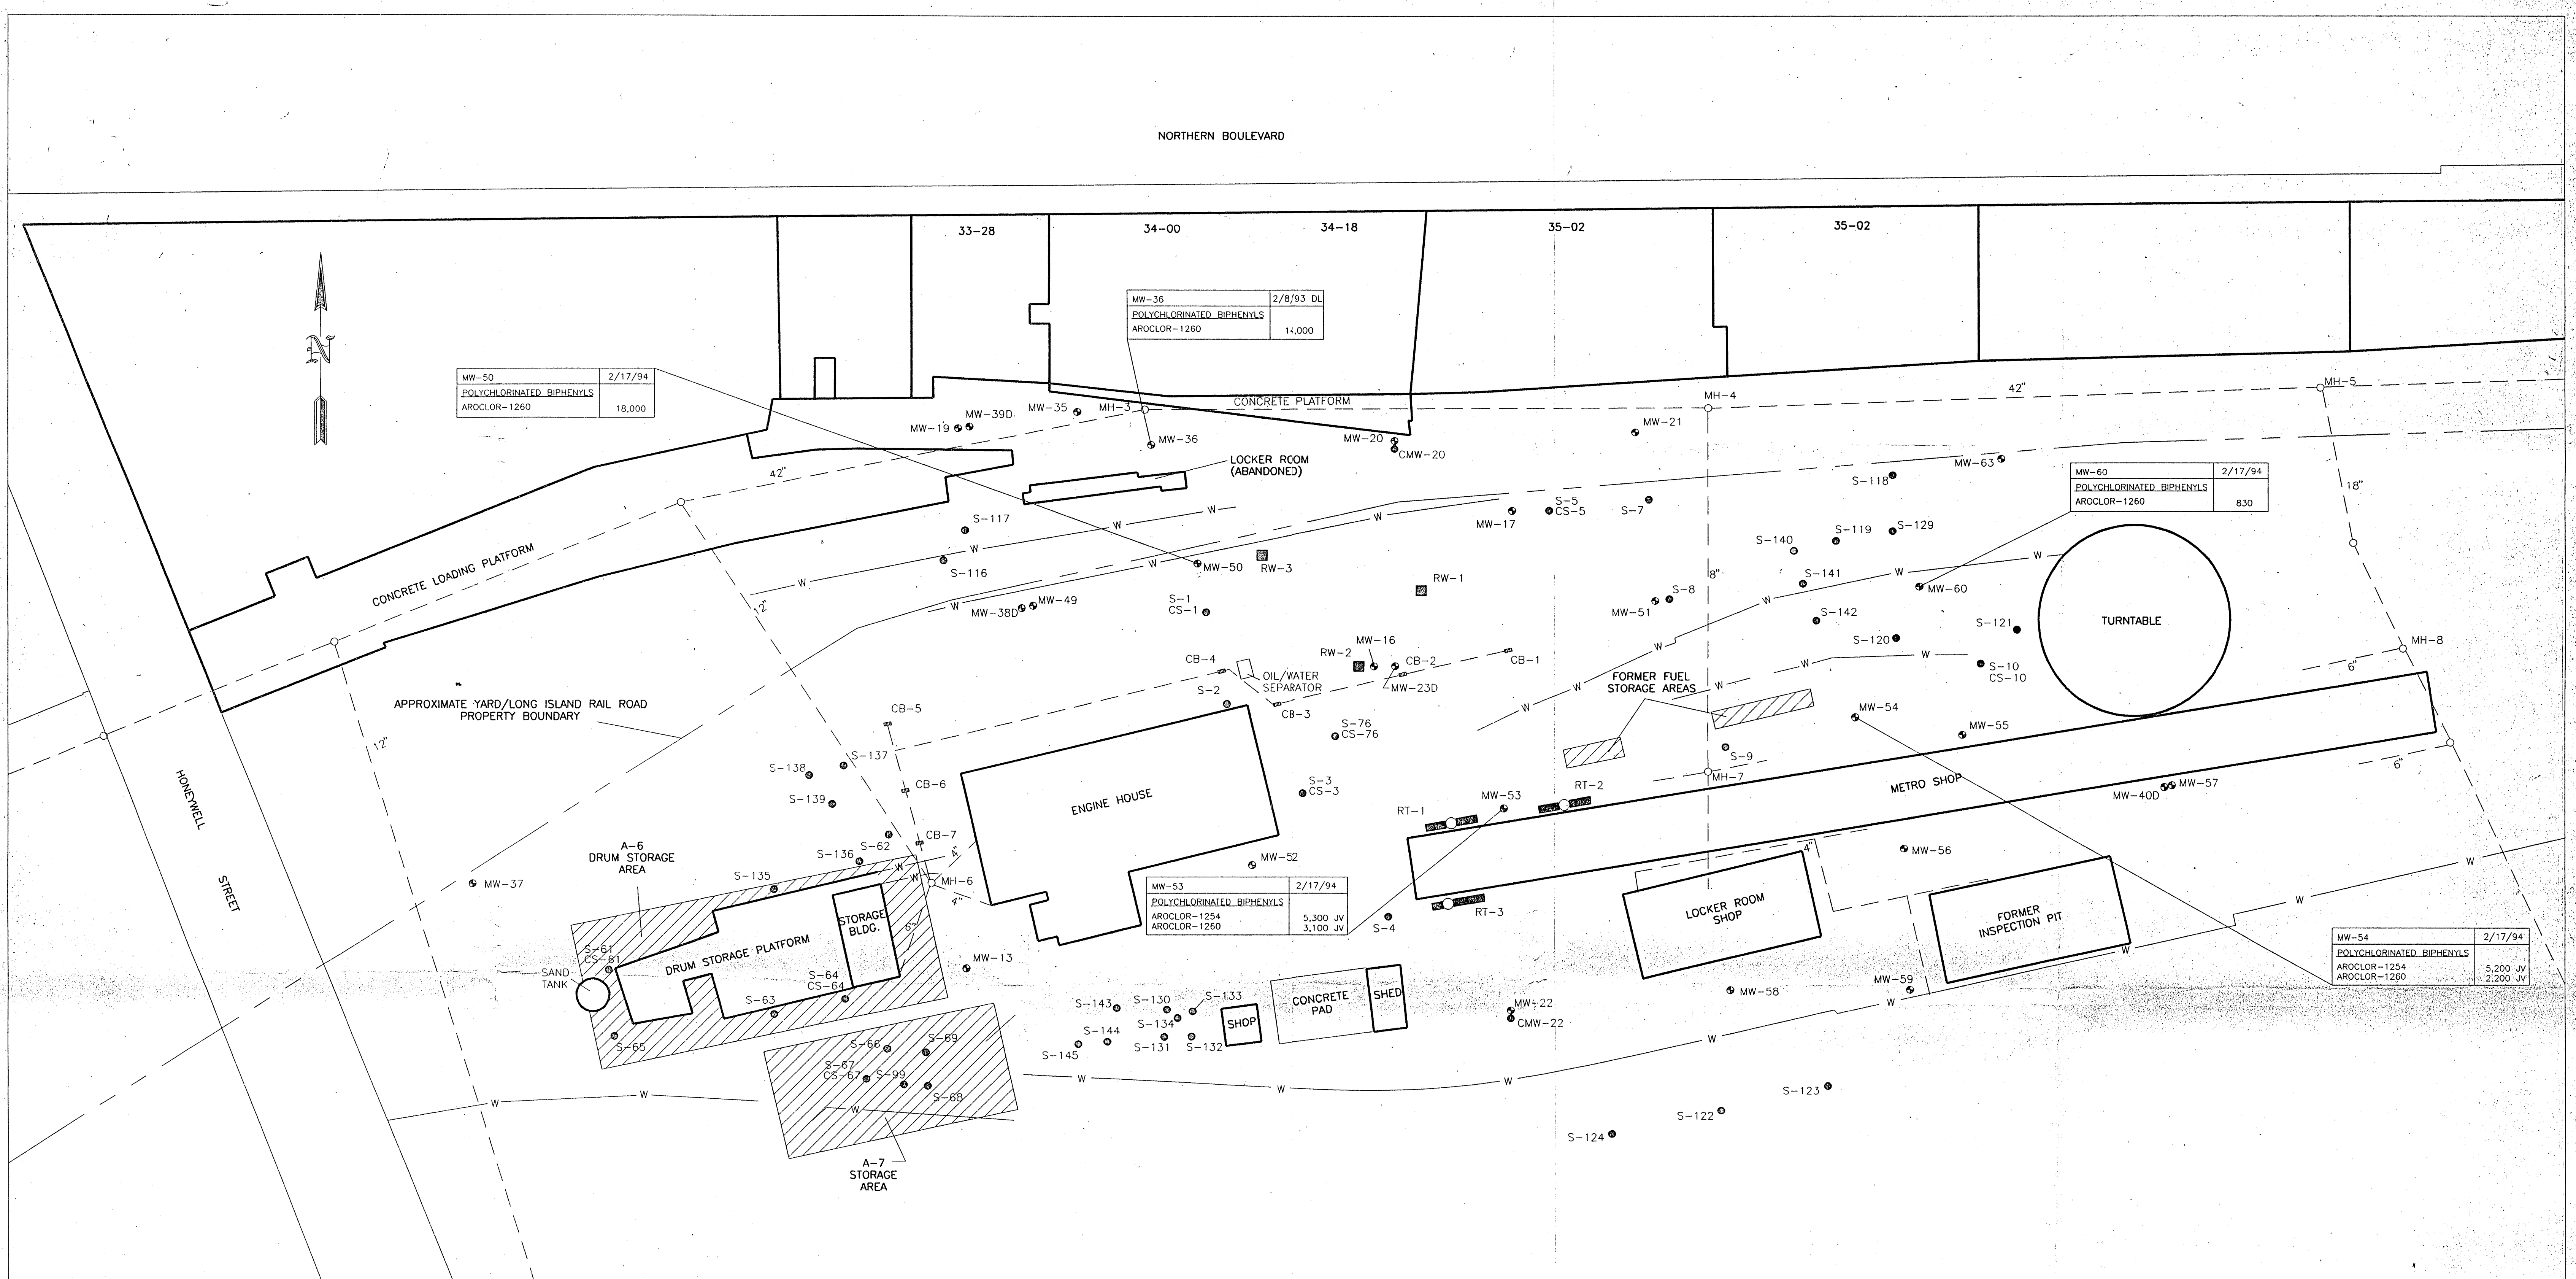 NORTHERN BOULEVARD
33-28
34-00
34-18
35-02
35-02
N
MW-36 2/8/93 DL
POLYCHLORINATED BIPHENYLS
AROCLOR-1260 14,000
MW-50 2/17/94
POLYCHLORINATED BIPHENYLS
AROCLOR-1260 18,000
MW-60 2/17/94
POLYCHLORINATED BIPHENYLS
AROCLOR-1260 830
MW-53 2/17/94
POLYCHLORINATED BIPHENYLS
AROCLOR-1254 5,300 JV
AROCLOR-1260 3,100 JV
MW-54 2/17/94
POLYCHLORINATED BIPHENYLS
AROCLOR-1254 5,200 JV
AROCLOR-1260 2,200 JV
MW-39D
MW-19
MW-35
MH-3
CONCRETE PLATFORM
MW-36
MW-20
CMW-20
MW-21
MH-4
42"
MH-5
42"
LOCKER ROOM
(ABANDONED)
MW-63
S-118
18"
S-117
S-116
W
W
W
W
W
W
MW-17
S-5
CS-5
S-7
S-119
S-129
S-140
CONCRETE LOADING PLATFORM
12"
MW-50
RW-3
RW-1
8"
S-141
W
W
W
MW-60
MW-38D
MW-49
S-1
CS-1
MW-51
S-8
S-142
S-120
S-121
TURNTABLE
MH-8
6"
CB-4
OIL/WATER
SEPARATOR
RW-2
MW-16
CB-2
MW-23D
CB-1
W
W
W
W
W
S-10
CS-10
FORMER FUEL
STORAGE AREAS
APPROXIMATE YARD/LONG ISLAND RAIL ROAD
PROPERTY BOUNDARY
12"
CB-5
S-2
CB-3
S-76
CS-76
MW-54
MW-55
S-9
MH-7
HONEYWELL
STREET
S-138
S-137
S-139
CB-6
ENGINE HOUSE
S-3
CS-3
MW-53
RT-1
RT-2
METRO SHOP
MW-40D
MW-57
6"
A-6
DRUM STORAGE
AREA
S-62
CB-7
S-136
4"
W
W
MH-6
4"
MW-52
MW-37
S-135
STORAGE
BLDG.
6"
RT-3
S-4
LOCKER ROOM
SHOP
4"
MW-56
FORMER
INSPECTION PIT
W
W
W
S-61
CS-61
DRUM STORAGE PLATFORM
SAND
TANK
S-64
CS-64
S-63
S-65
MW-13
MW-58
MW-59
W
S-143
S-130
S-133
S-134
S-144
S-145
S-131
S-132
SHOP
CONCRETE
PAD
SHED
MW-22
CMW-22
W
S-66
S-69
S-67
CS-67
S-99
S-68
W
W
W
W
W
W
S-123
S-122
S-124
A-7
STORAGE
AREA